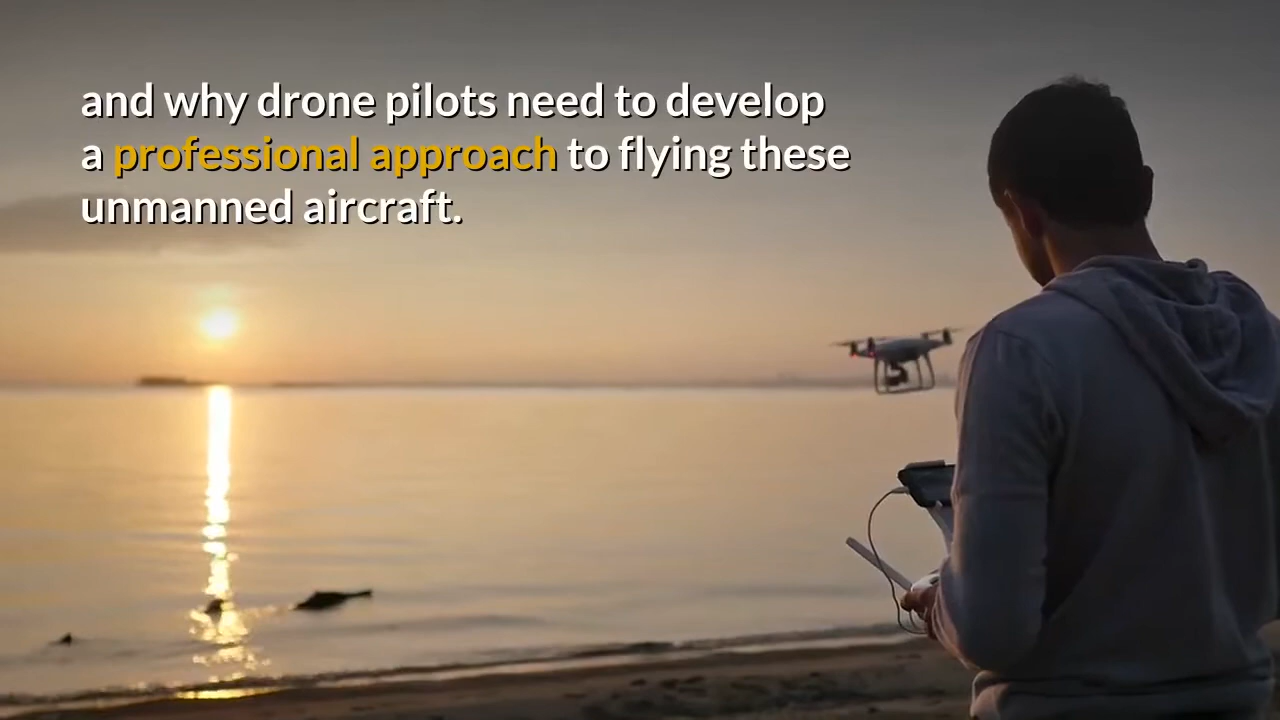 and why drone pilots need to develop
a professional approach to flying these
unmanned aircraft.